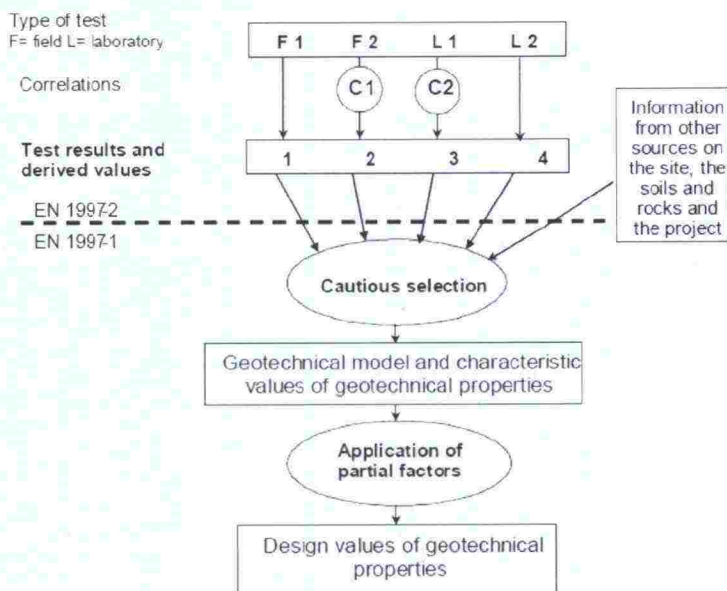 Type of test
F= field L= laboratory
F 1 F 2 L 1 L 2
Correlations
C1 C2
Information
from other
sources on
the site, the
soils and
rocks and
the project
Test results and
derived values
1 2 3 4
EN 1997-2
EN 1997-1
Cautious selection
Geotechnical model and characteristic
values of geotechnical properties
Application of
partial factors
Design values of geotechnical
properties